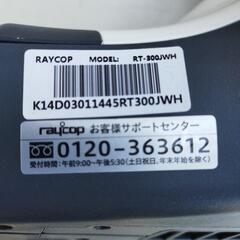 RAYCOP MODEL: RT-300JWH
K14D03011445RT300JWH
raycop お客様サポートセンター
0120-363612
受付時間:午前9:00~午後5:30(土日祝日、年末年始を除く)